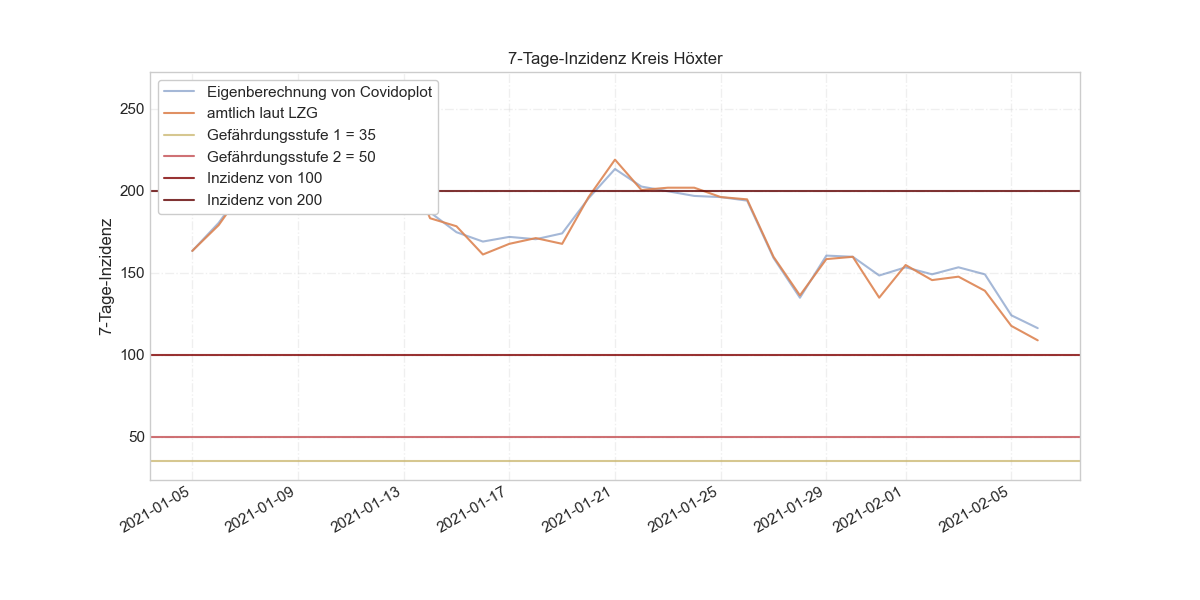 7-Tage-Inzidenz Kreis Höxter
Eigenberechnung von Covidoplot
amtlich laut LZG
Gefährdungsstufe 1 = 35
Gefährdungsstufe 2 = 50
Inzidenz von 100
Inzidenz von 200
7-Tage-Inzidenz
250
200
150
100
50
2021-01-05
2021-01-09
2021-01-13
2021-01-17
2021-01-21
2021-01-25
2021-01-29
2021-02-01
2021-02-05